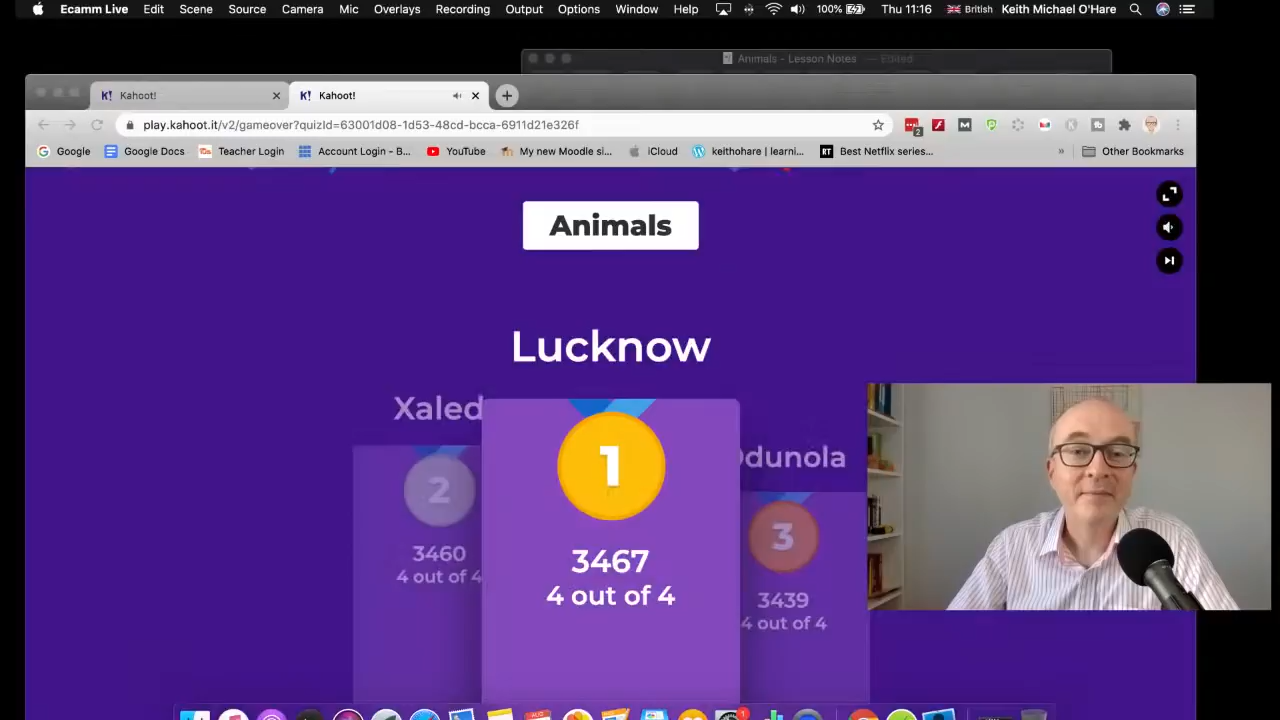 Ecamm Live Edit Scene Source Camera Mic Overlays Recording Output Options Window Help 100% Thu 11:16 British Keith Michael O'Hare
Animals - Lesson Notes — Edited
Kahoot! Kahoot!
play.kahoot.it/v2/gameover?quizId=63001d08-1d53-48cd-bcca-6911d21e326f
2
Google Google Docs Teacher Login Account Login - B... YouTube My new Moodle si... iCloud keithohare | learni... RT Best Netflix series... » Other Bookmarks
Animals
Lucknow
Xaled
dunola
1
2
3
3467
4 out of 4
3460
4 out of 4
3439
4 out of 4